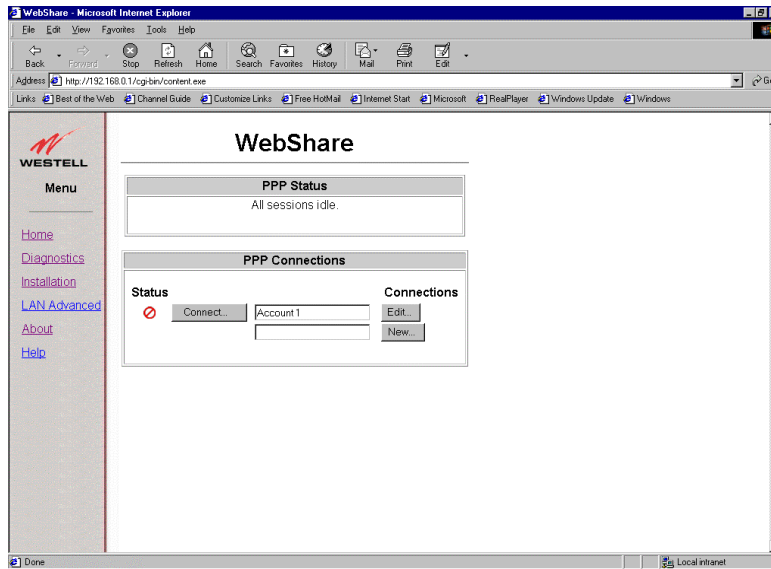 WebShare - Microsoft Internet Explorer
File Edit View Favorites Tools Help
Back Forward Stop Refresh Home Search Favorites History Mail Print Edit
Address http://192.168.0.1/cgi-bin/content.exe
Links Best of the Web Channel Guide Customize Links Free HotMail Internet Start Microsoft RealPlayer Windows Update Windows
WESTELL
Menu
Home
Diagnostics
Installation
LAN Advanced
About
Help
WebShare
PPP Status
All sessions idle.
PPP Connections
Status Connections
Connect... Account 1 Edit...
New...
Done Local intranet